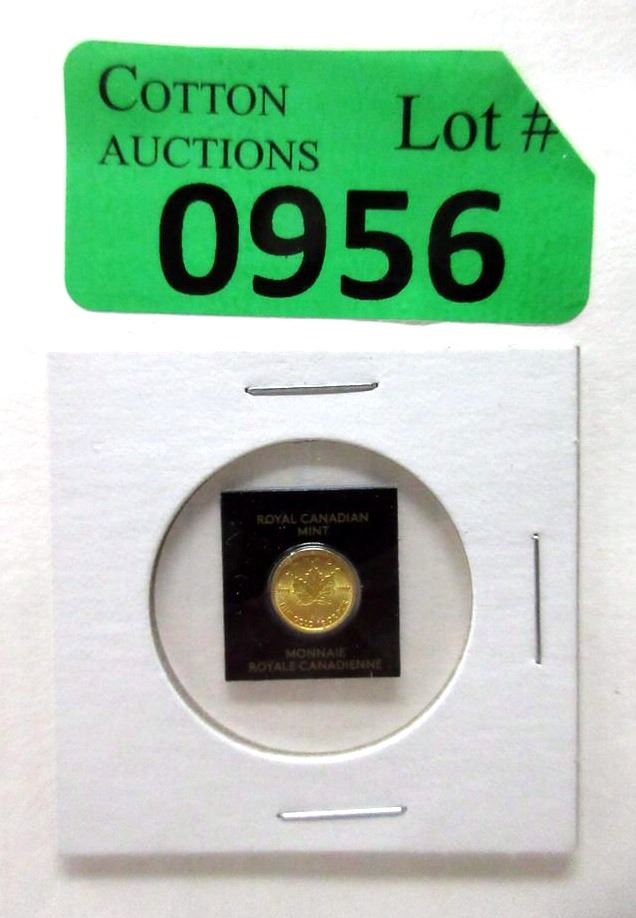 COTTON
AUCTIONS
Lot #
0956
ROYAL CANADIAN
MINT
MONNAIE
ROYALE CANADIENNE